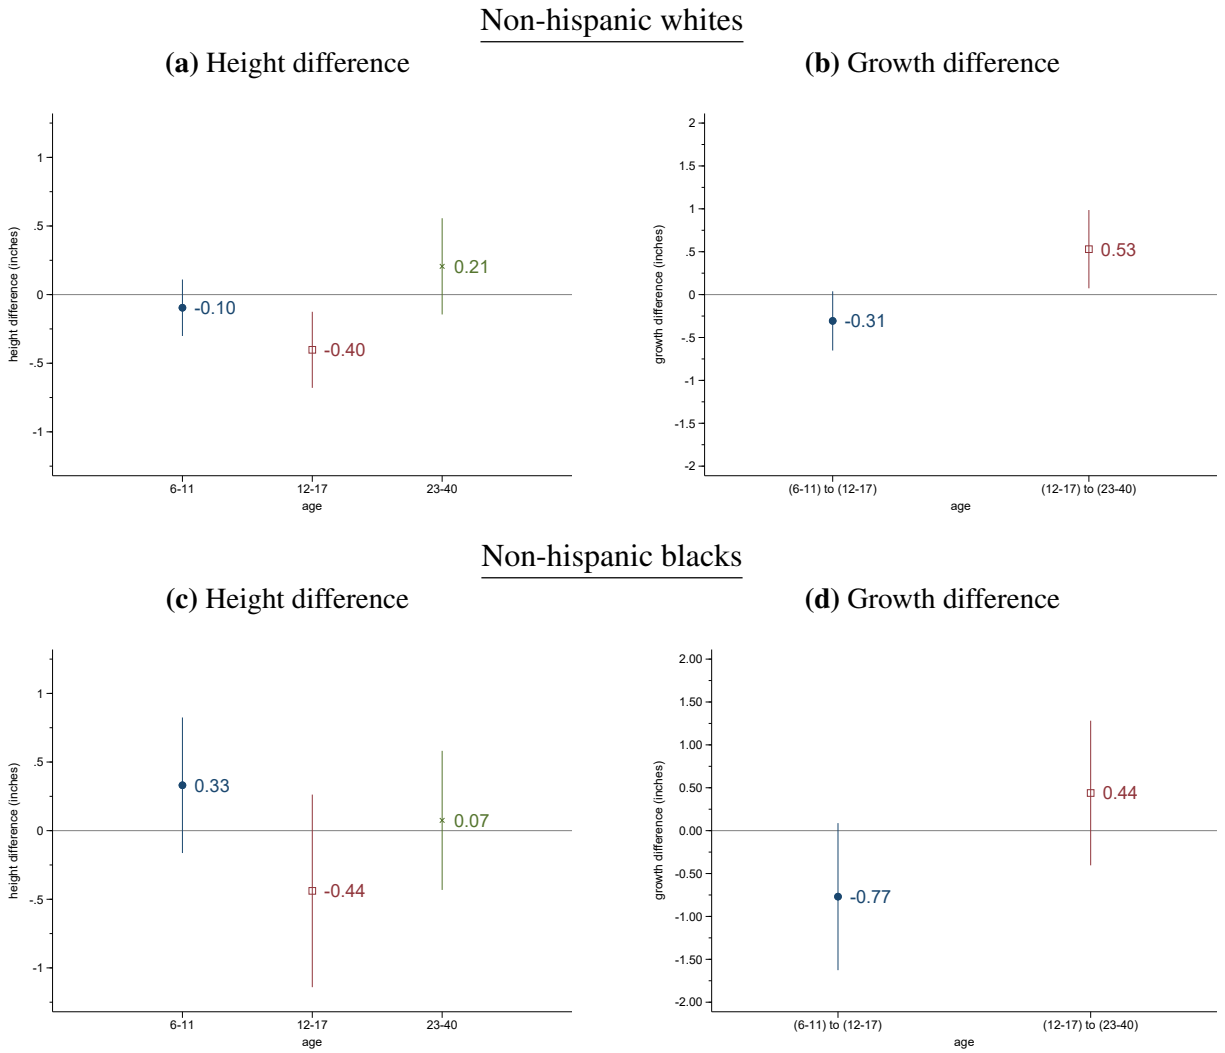 Non-hispanic whites
(a) Height difference
(b) Growth difference
height difference (inches)
1
.5
0
-.5
-1
-0.10
-0.40
0.21
6-11
12-17
23-40
age
growth difference (inches)
2
1.5
1
.5
0
-.5
-1
-1.5
-2
-0.31
0.53
(6-11) to (12-17)
(12-17) to (23-40)
age
Non-hispanic blacks
(c) Height difference
(d) Growth difference
height difference (inches)
1
.5
0
-.5
-1
0.33
-0.44
0.07
6-11
12-17
23-40
age
growth difference (inches)
2.00
1.50
1.00
0.50
0.00
-0.50
-1.00
-1.50
-2.00
-0.77
0.44
(6-11) to (12-17)
(12-17) to (23-40)
age